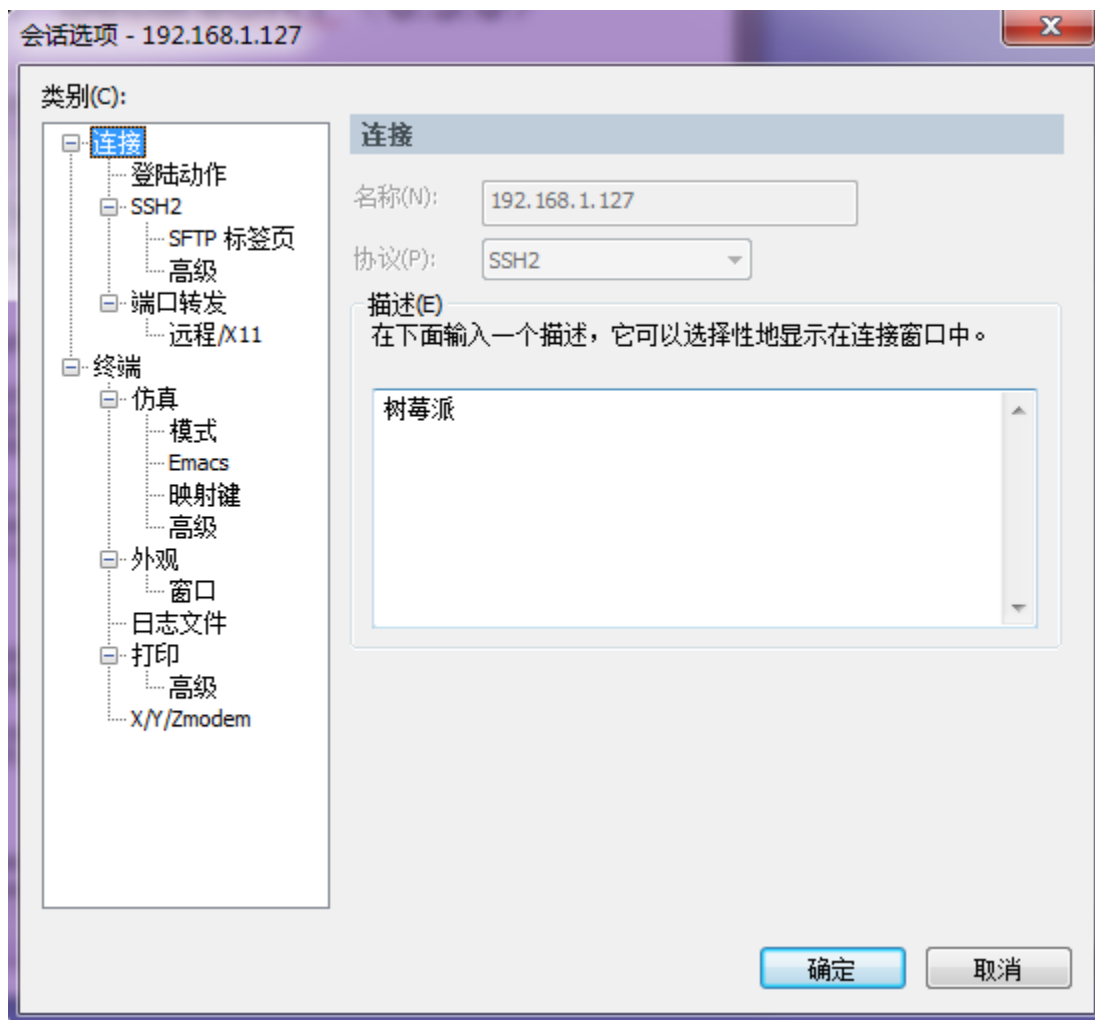 会话选项 - 192.168.1.127
类别(C):
连接
登陆动作
SSH2
SFTP 标签页
高级
端口转发
远程/X11
终端
仿真
模式
Emacs
映射键
高级
外观
窗口
日志文件
打印
高级
X/Y/Zmodem
连接
名称(N): 192.168.1.127
协议(P): SSH2
描述(E)
在下面输入一个描述，它可以选择性地显示在连接窗口中。
树莓派
确定 取消